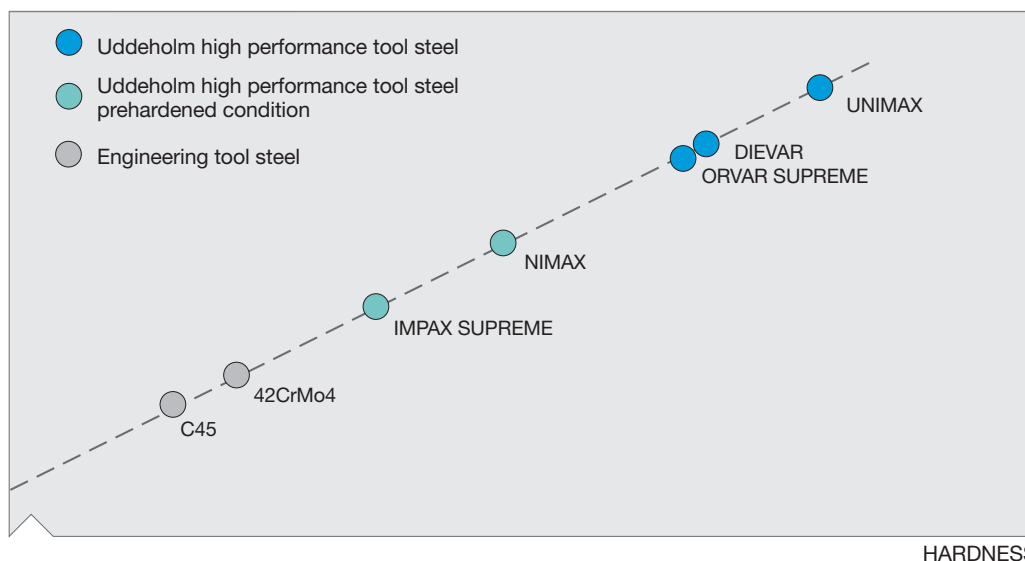 Uddeholm high performance tool steel
Uddeholm high performance tool steel
prehardened condition
Engineering tool steel
UNIMAX
DIEVAR
ORVAR SUPREME
NIMAX
IMPAX SUPREME
42CrMo4
C45
HARDNESS